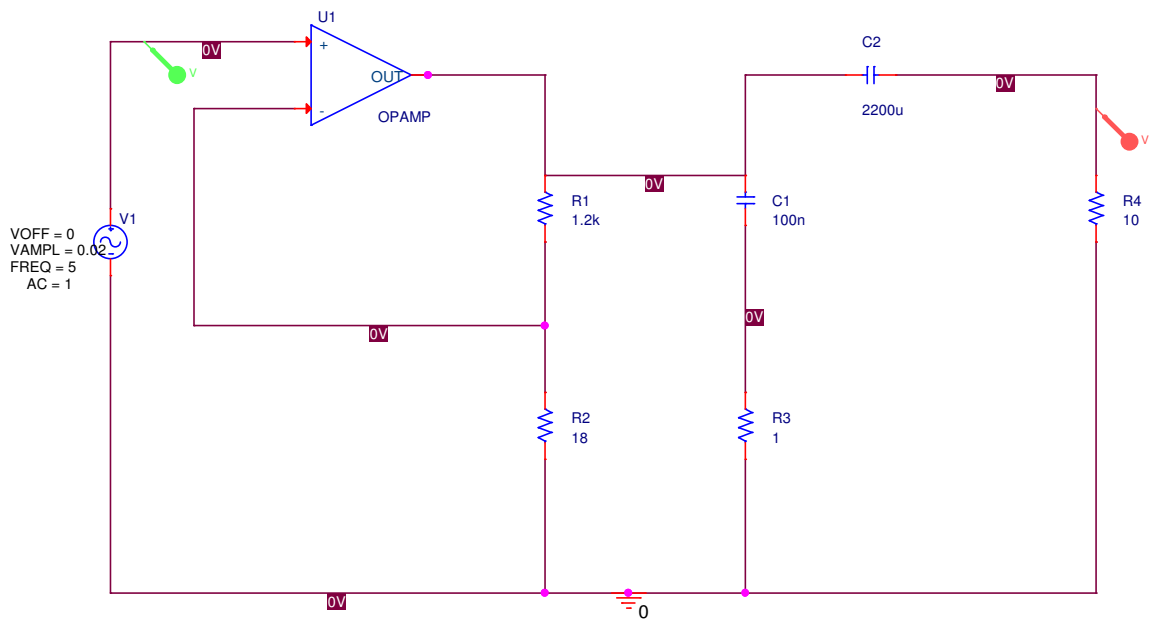 U1
+
OUT
-
OPAMP
0V
V
C2
2200u
0V
V
0V
R1
1.2k
C1
100n
R4
10
V1
VOFF = 0
VAMPL = 0.02
FREQ = 5
AC = 1
+
-
0V
0V
R2
18
R3
1
0V
0